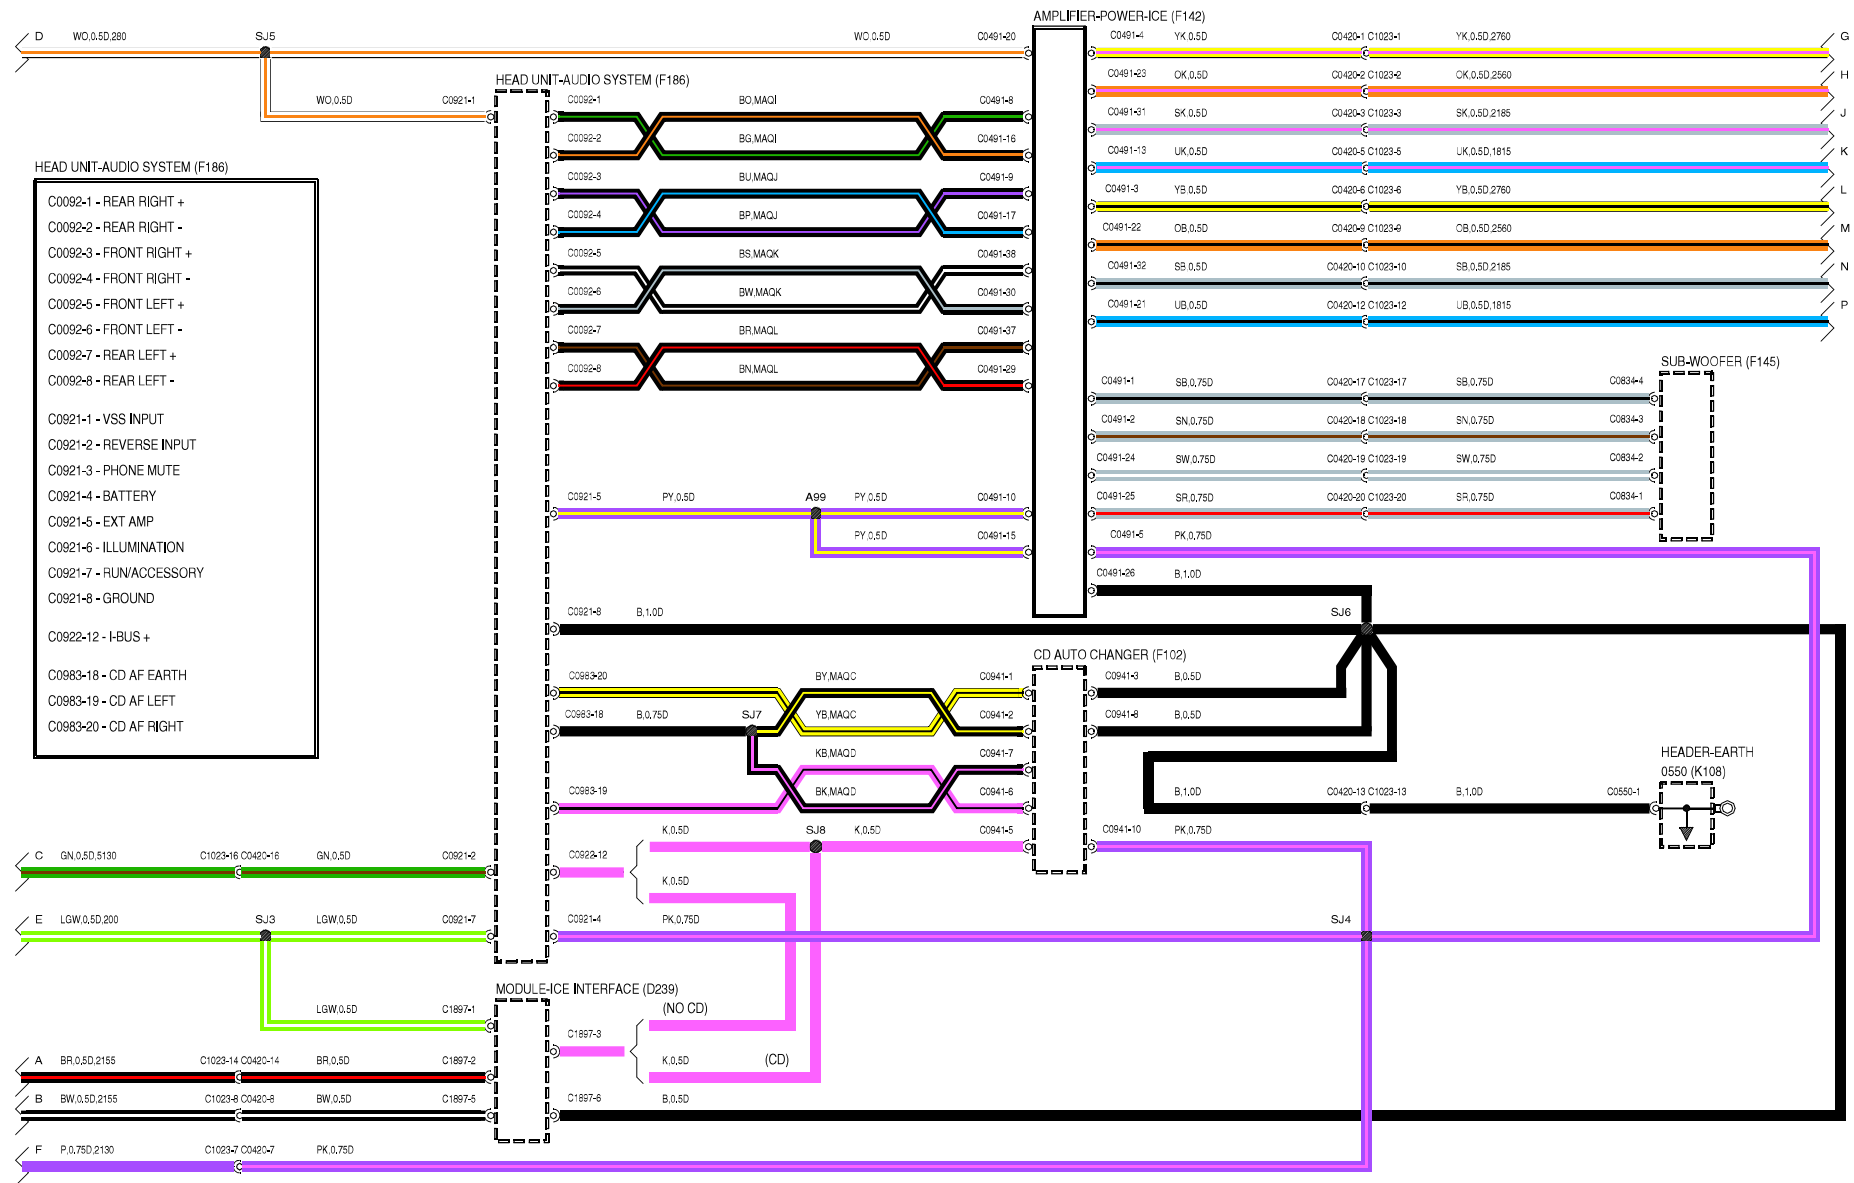 AMPLIFIER-POWER-ICE (F142)
D WO,0.5D,280 SJ5 WO,0.5D C0491-20 C0491-4 YK,0.5D C0420-1 C1023-1 YK,0.5D,2760 G
HEAD UNIT-AUDIO SYSTEM (F186) C0491-23 OK,0.5D C0420-2 C1023-2 OK,0.5D,2560 H
WO,0.5D C0921-1 C0092-1 BO,MAQI C0491-8 C0491-31 SK,0.5D C0420-3 C1023-3 SK,0.5D,2185 J
C0092-2 BG,MAQI C0491-16 C0491-13 UK,0.5D C0420-5 C1023-5 UK,0.5D,1815 K
HEAD UNIT-AUDIO SYSTEM (F186)
C0092-3 BU,MAQJ C0491-9 C0491-3 YB,0.5D C0420-6 C1023-6 YB,0.5D,2760 L
C0092-1 - REAR RIGHT +
C0092-4 BP,MAQJ C0491-17 C0491-22 OB,0.5D C0420-9 C1023-9 OB,0.5D,2560 M
C0092-2 - REAR RIGHT -
C0092-3 - FRONT RIGHT +
C0092-5 BS,MAQK C0491-38 C0491-32 SB,0.5D C0420-10 C1023-10 SB,0.5D,2185 N
C0092-4 - FRONT RIGHT -
C0092-6 BW,MAQK C0491-30 C0491-21 UB,0.5D C0420-12 C1023-12 UB,0.5D,1815 P
C0092-5 - FRONT LEFT +
C0092-6 - FRONT LEFT -
C0092-7 BR,MAQL C0491-37
C0092-7 - REAR LEFT +
SUB-WOOFER (F145)
C0092-8 BN,MAQL C0491-29
C0092-8 - REAR LEFT -
C0491-1 SB,0.75D C0420-17 C1023-17 SB,0.75D C0834-4
C0921-1 - VSS INPUT
C0491-2 SN,0.75D C0420-18 C1023-18 SN,0.75D C0834-3
C0921-2 - REVERSE INPUT
C0491-24 SW,0.75D C0420-19 C1023-19 SW,0.75D C0834-2
C0921-3 - PHONE MUTE
C0921-4 - BATTERY
C0921-5 PY,0.5D A99 PY,0.5D C0491-10 C0491-25 SR,0.75D C0420-20 C1023-20 SR,0.75D C0834-1
C0921-5 - EXT AMP
PY,0.5D C0491-15 C0491-5 PK,0.75D
C0921-6 - ILLUMINATION
C0921-7 - RUN/ACCESSORY
C0491-26 B,1.0D
C0921-8 - GROUND
C0921-8 B,1.0D SJ6
C0922-12 - I-BUS +
CD AUTO CHANGER (F102)
C0983-18 - CD AF EARTH
C0983-20 BY,MAQC C0941-1 C0941-3 B,0.5D
C0983-19 - CD AF LEFT
C0983-18 B,0.75D SJ7 YB,MAQC C0941-2 C0941-8 B,0.5D
C0983-20 - CD AF RIGHT
KB,MAQD C0941-7
HEADER-EARTH
0550 (K108)
C0983-19 BK,MAQD C0941-6 B,1.0D C0420-13 C1023-13 B,1.0D C0550-1
K,0.5D SJ8 K,0.5D C0941-5 C0941-10 PK,0.75D
C GN,0.5D,5130 C1023-16 C0420-16 GN,0.5D C0921-2 C0922-12
K,0.5D
E LGW,0.5D,200 SJ3 LGW,0.5D C0921-7 C0921-4 PK,0.75D SJ4
MODULE-ICE INTERFACE (D239)
LGW,0.5D C1897-1 (NO CD)
C1897-3
A BR,0.5D,2155 C1023-14 C0420-14 BR,0.5D C1897-2 K,0.5D (CD)
B BW,0.5D,2155 C1023-8 C0420-8 BW,0.5D C1897-5 C1897-6 B,0.5D
F P,0.75D,2130 C1023-7 C0420-7 PK,0.75D